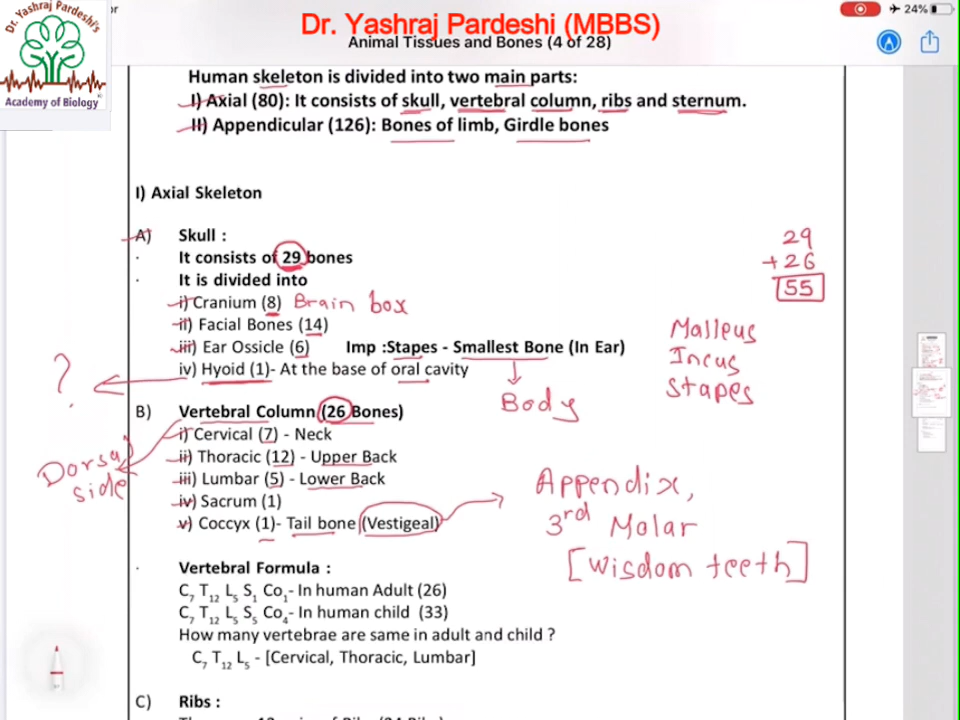 Dr. Yashraj Pardeshi's
Academy of Biology
or
Dr. Yashraj Pardeshi (MBBS)
24%
Animal Tissues and Bones (4 of 28)
Human skeleton is divided into two main parts:
I) Axial (80): It consists of skull, vertebral column, ribs and sternum.
II) Appendicular (126): Bones of limb, Girdle bones
I) Axial Skeleton
A) Skull :
· It consists of 29 bones
· It is divided into
i) Cranium (8) Brain box
ii) Facial Bones (14)
iii) Ear Ossicle (6) Imp :Stapes - Smallest Bone (In Ear)
iv) Hyoid (1)- At the base of oral cavity
?
Body
29
+26
55
Malleus
Incus
Stapes
B) Vertebral Column (26 Bones)
i) Cervical (7) - Neck
ii) Thoracic (12) - Upper Back
iii) Lumbar (5) - Lower Back
iv) Sacrum (1)
v) Coccyx (1)- Tail bone (Vestigeal)
Dorsal
side
Appendix,
3rd Molar
[wisdom teeth]
· Vertebral Formula :
C7 T12 L5 S1 Co1- In human Adult (26)
C7 T12 L5 S5 Co4- In human child (33)
How many vertebrae are same in adult and child ?
C7 T12 L5 - [Cervical, Thoracic, Lumbar]
C) Ribs :